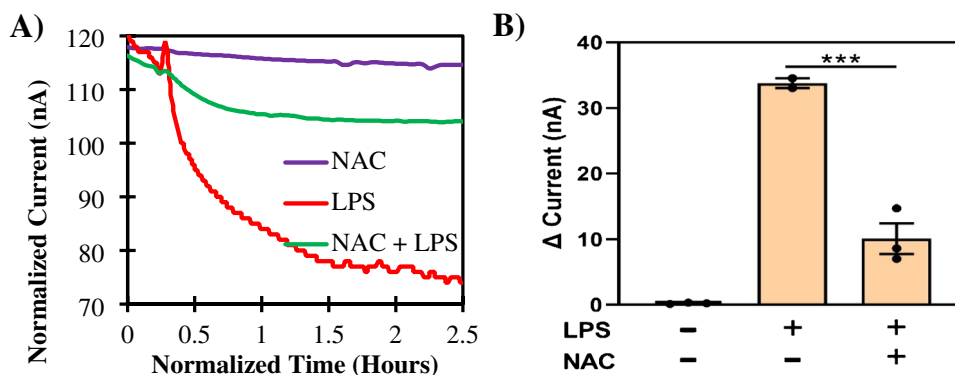 A)
Normalized Current (nA)
120
110
100
90
80
70
NAC
LPS
NAC + LPS
0 0.5 1 1.5 2 2.5
Normalized Time (Hours)
B)
Δ Current (nA)
40
30
20
10
0
***
LPS − + +
NAC − − +